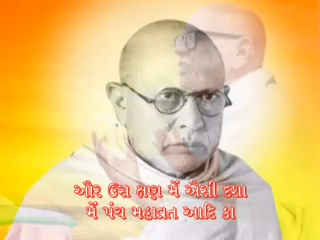 ઔર ઉસ ક્ષણ મેં ઐસી દશા
મેં પંચ મહાવ્રત આદિ કા